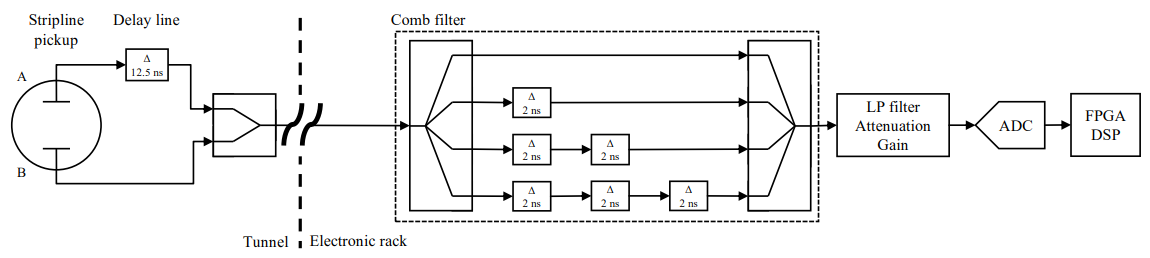 Stripline
pickup
Delay line
Comb filter
A
Δ
12.5 ns
B
Δ
2 ns
Δ
2 ns
Δ
2 ns
Δ
2 ns
Δ
2 ns
Δ
2 ns
LP filter
Attenuation
Gain
ADC
FPGA
DSP
Tunnel
Electronic rack